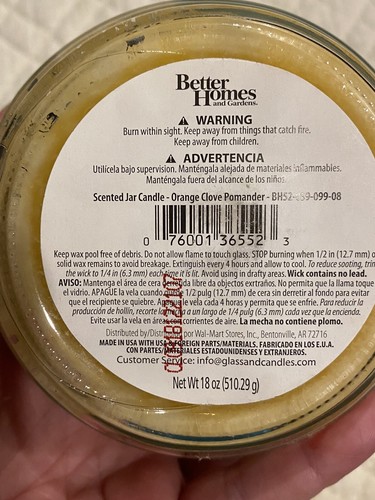 Better
Homes
and Gardens.
WARNING
Burn within sight. Keep away from things that catch fire.
Keep away from children.
ADVERTENCIA
Utilícela bajo supervision. Manténgala alejada de materiales inflammables.
Manténgala fuera del alcance de los niños.
Scented Jar Candle - Orange Clove Pomander - BHS2- -099-08
0 76001 36552 3
Keep wax pool free of debris. Do not allow flame to touch glass. STOP burning when 1/2 in (12.7 mm) of
solid wax remains to avoid breakage. Extinguish every 4 hours and allow to cool. To reduce sooting, trim
the wick to 1/4 in (6.3 mm) each time it is lit. Avoid using in drafty areas. Wick contains no lead.
AVISO: Mantenga el área de cera derretida libre de objectos extraños. No permita que la llama toque
el vidrio. APAGUE la vela cuando 1/2 pulg (12.7 mm) de cera sin derretir al fondo para evitar
que el recipiente se quiebre. Apague la vela cada 4 horas y permita que se enfríe. Para reducir la
producción de hollín, recorte la mecha a un largo de 1/4 pulg (6.3 mm) cada vez que la encienda.
Evite usar la vela en áreas con corrientes de aire. La mecha no contiene plomo.
Distributed by/Distribuido por Wal-Mart Stores, Inc., Bentonville, AR 72716
MADE IN USA WITH US & FOREIGN PARTS/MATERIALS. FABRICADO EN LOS E.U.A.
CON PARTES/MATERIALES ESTADOUNIDENSES Y EXTRANJEROS.
Customer Service: info@glassandcandles.com
Net Wt 18 oz (510.29g)